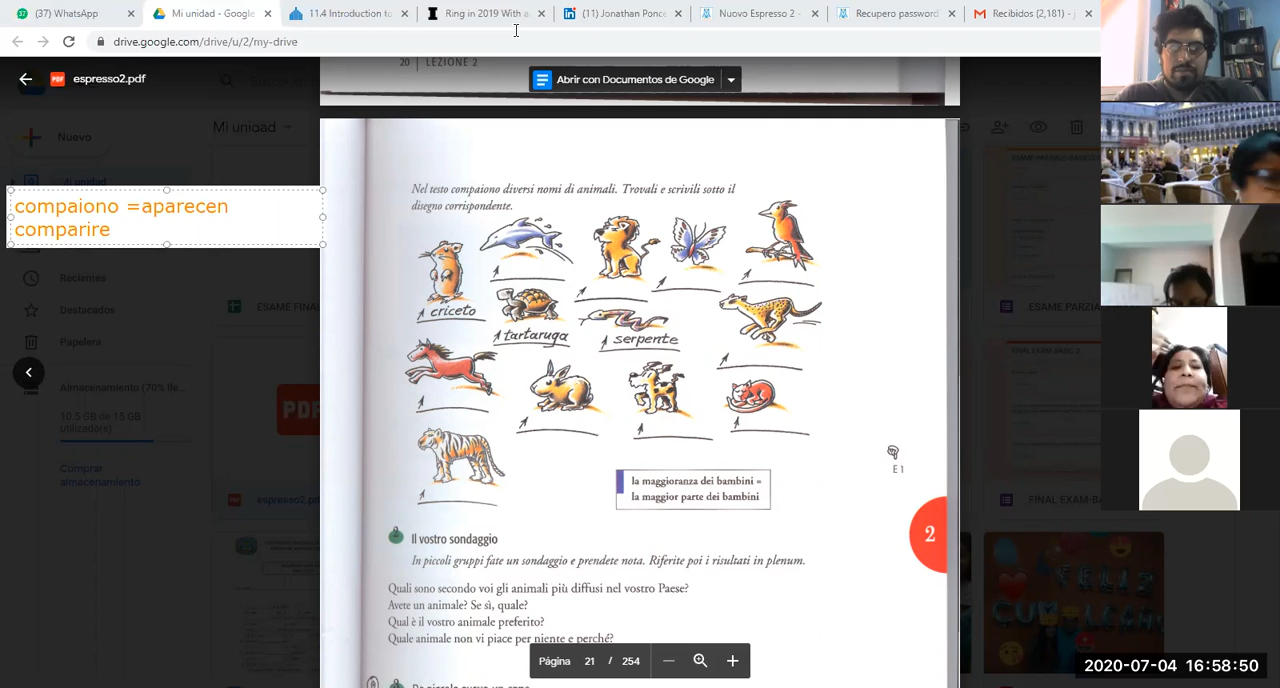 (37) WhatsApp
Mi unidad - Google
11.4 Introduction to
Ring in 2019 With a
(11) Jonathan Ponce
Nuevo Espresso 2 -
Recupero password
Recibidos (2,181) -
drive.google.com/drive/u/2/my-drive
espresso2.pdf
20 | LEZIONE 2
Abrir con Documentos de Google
Nuevo
Mi unidad
compaiono =aparecen
comparire
Recientes
Destacados
Papelera
Almacenamiento (70% lle...
10.5 GB de 15 GB
utilizado(s)
Comprar
almacenamiento
Nel testo compaiono diversi nomi di animali. Trovali e scrivili sotto il
disegno corrispondente.
criceto
tartaruga
serpente
E 1
la maggioranza dei bambini =
la maggior parte dei bambini
2
Il vostro sondaggio
In piccoli gruppi fate un sondaggio e prendete nota. Riferite poi i risultati in plenum.
Quali sono secondo voi gli animali più diffusi nel vostro Paese?
Avete un animale? Se sì, quale?
Qual è il vostro animale preferito?
Quale animale non vi piace per niente e perché?
Página 21 / 254
2020-07-04 16:58:50